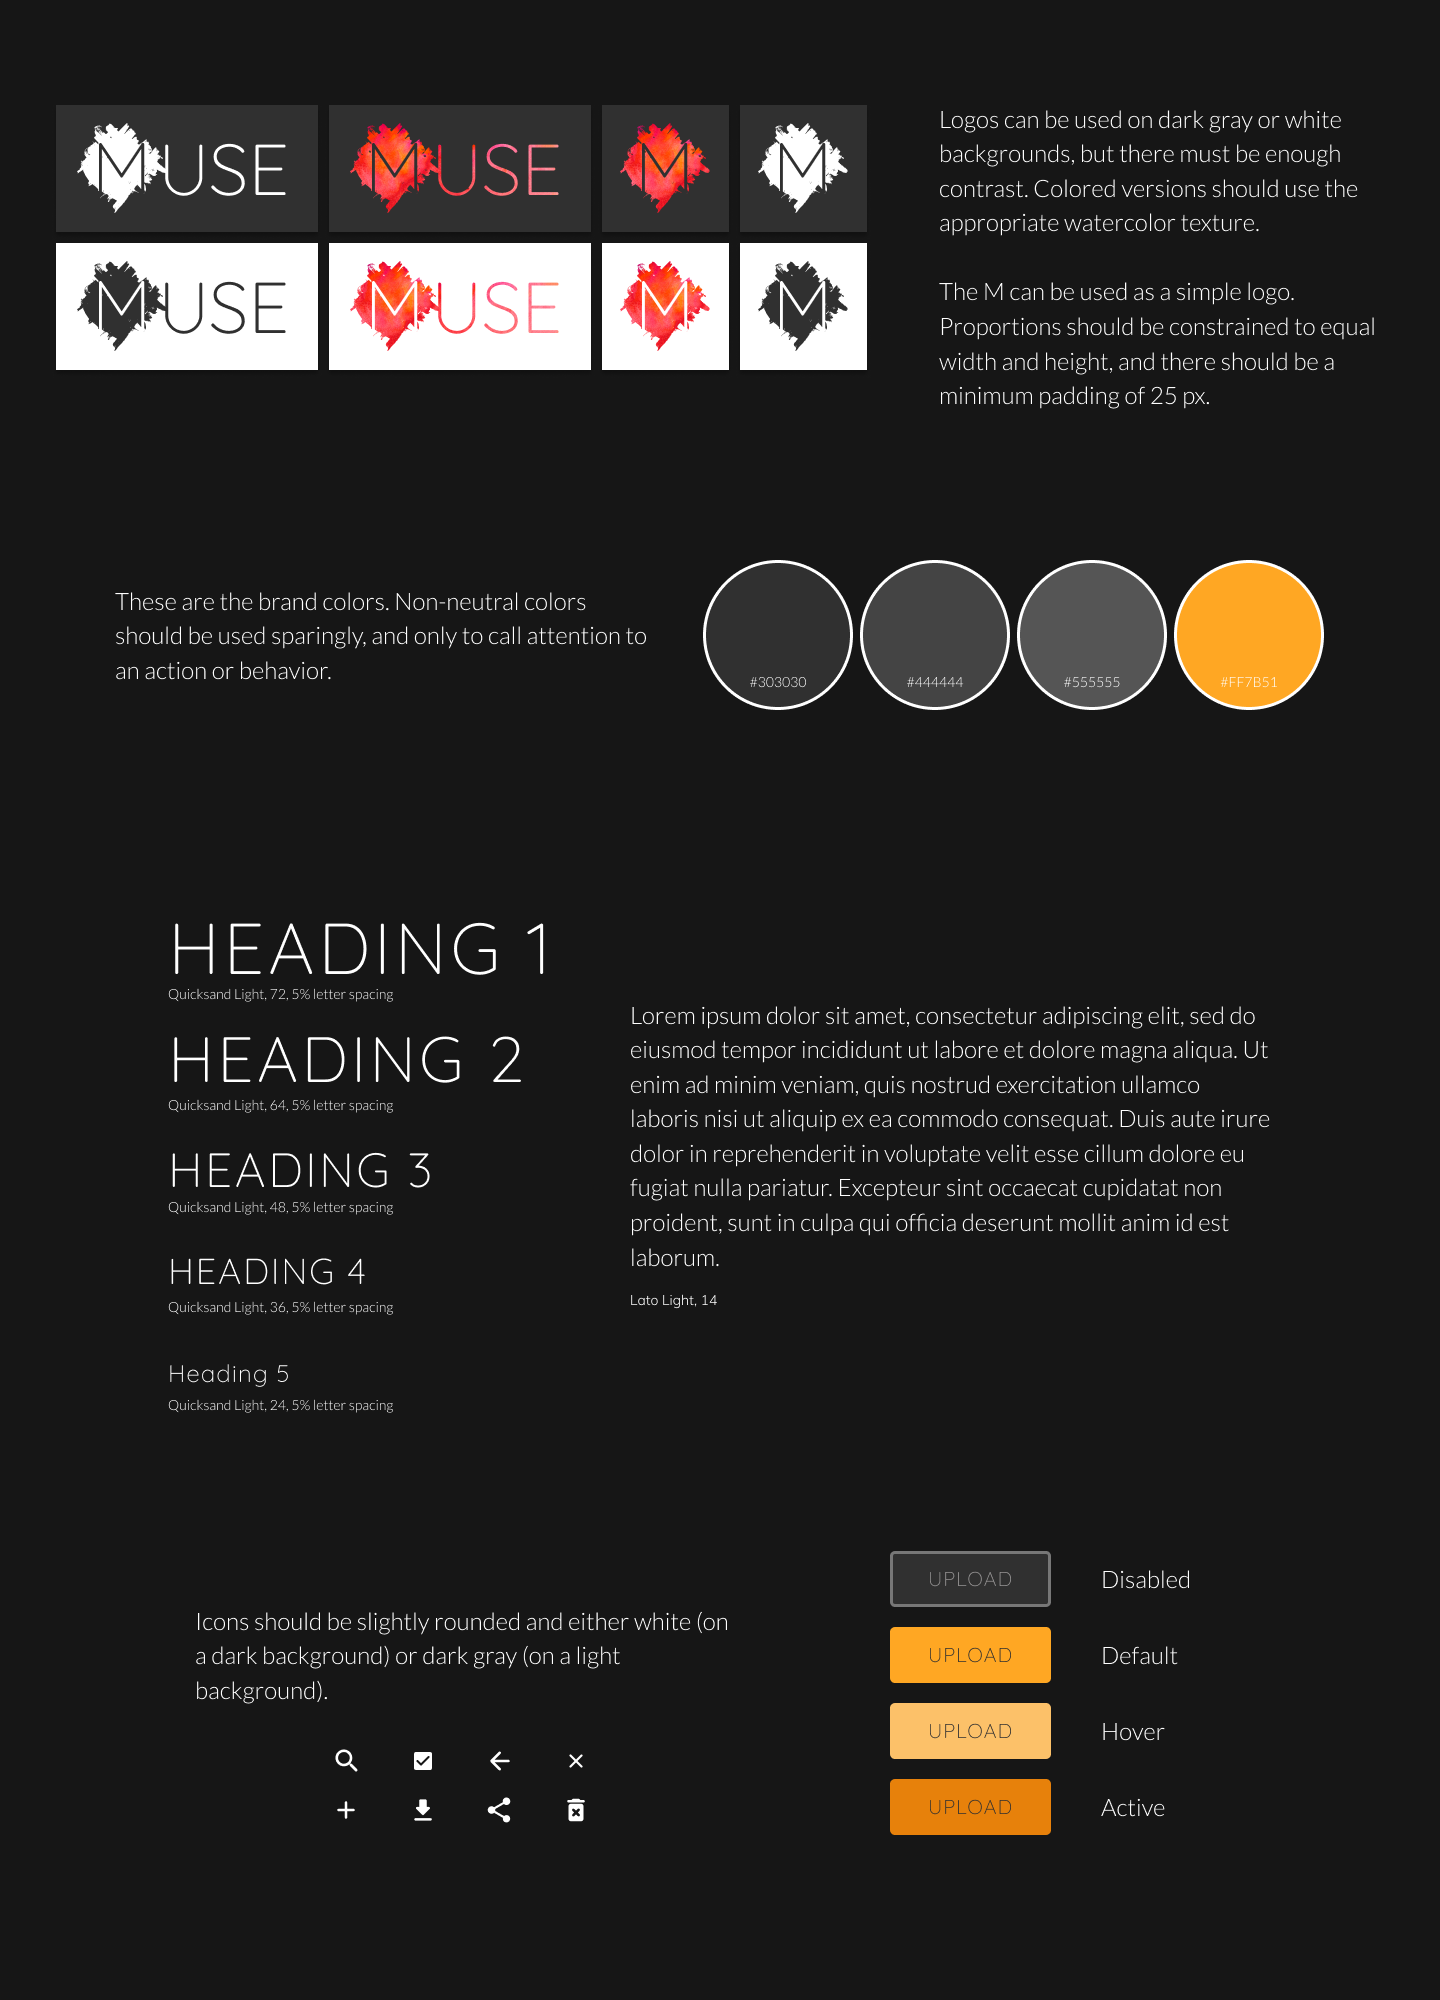 MUSE MUSE M M
Logos can be used on dark gray or white
backgrounds, but there must be enough
contrast. Colored versions should use the
appropriate watercolor texture.
MUSE MUSE M M
The M can be used as a simple logo.
Proportions should be constrained to equal
width and height, and there should be a
minimum padding of 25 px.
These are the brand colors. Non-neutral colors
should be used sparingly, and only to call attention to
an action or behavior.
#303030
#444444
#555555
#FF7B51
HEADING 1
Quicksand Light, 72, 5% letter spacing
HEADING 2
Quicksand Light, 64, 5% letter spacing
HEADING 3
Quicksand Light, 48, 5% letter spacing
HEADING 4
Quicksand Light, 36, 5% letter spacing
Heading 5
Quicksand Light, 24, 5% letter spacing
Lorem ipsum dolor sit amet, consectetur adipiscing elit, sed do
eiusmod tempor incididunt ut labore et dolore magna aliqua. Ut
enim ad minim veniam, quis nostrud exercitation ullamco
laboris nisi ut aliquip ex ea commodo consequat. Duis aute irure
dolor in reprehenderit in voluptate velit esse cillum dolore eu
fugiat nulla pariatur. Excepteur sint occaecat cupidatat non
proident, sunt in culpa qui officia deserunt mollit anim id est
laborum.
Lato Light, 14
Icons should be slightly rounded and either white (on
a dark background) or dark gray (on a light
background).
UPLOAD Disabled
UPLOAD Default
UPLOAD Hover
UPLOAD Active